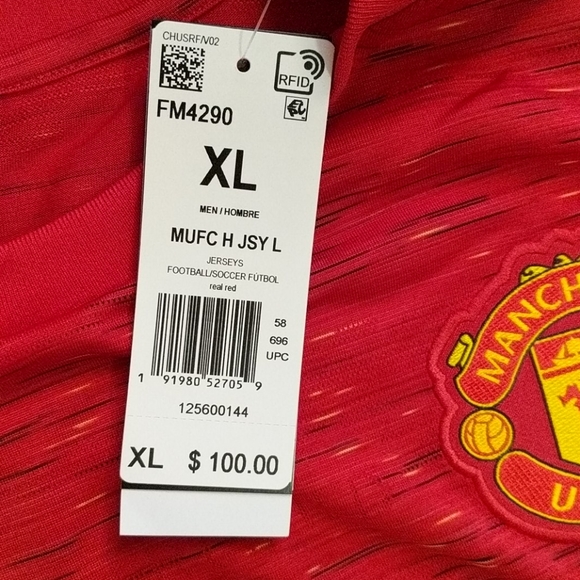 CHUSRF/V02
RFID
FM4290
XL
MEN / HOMBRE
MUFC H JSY L
JERSEYS
FOOTBALL/SOCCER FÚTBOL
real red
58
696
UPC
1 91980 52705 9
125600144
XL $ 100.00
MANCH
U